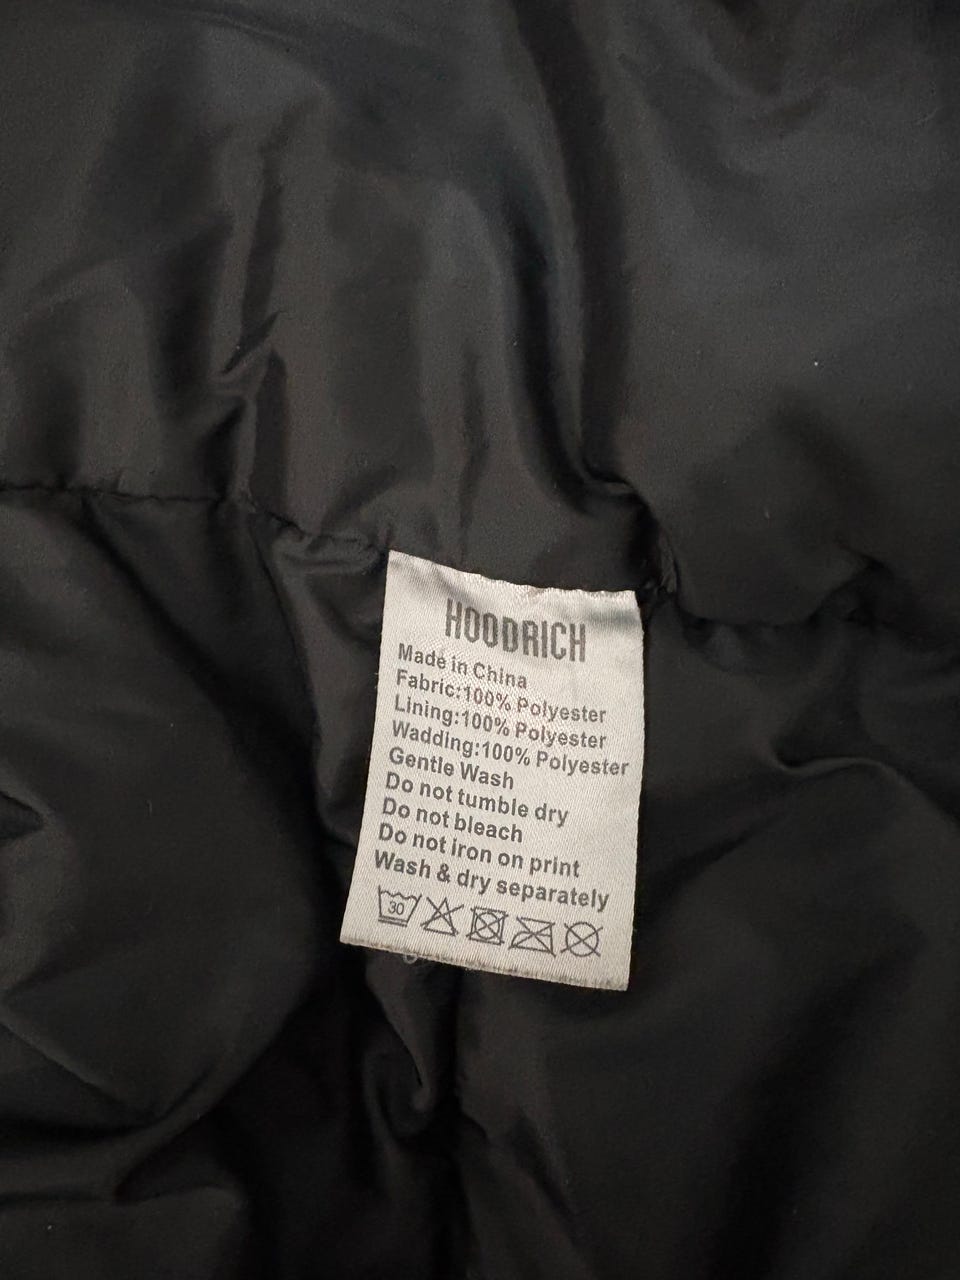 HOODRICH
Made in China
Fabric:100% Polyester
Lining:100% Polyester
Wadding:100% Polyester
Gentle Wash
Do not tumble dry
Do not bleach
Do not iron on print
Wash & dry separately
30